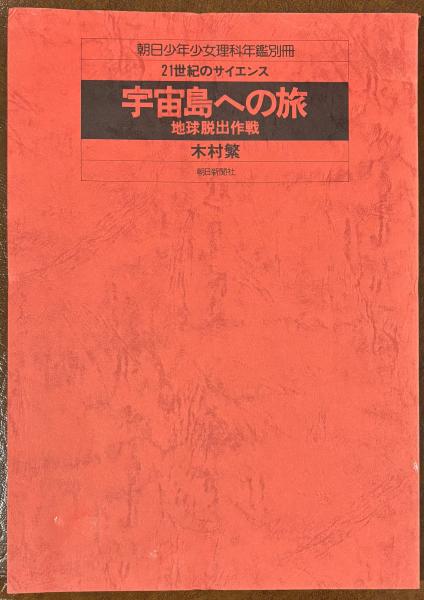 朝日少年少女理科年鑑別冊
21世紀のサイエンス
宇宙島への旅
地球脱出作戦
木村繁
朝日新聞社